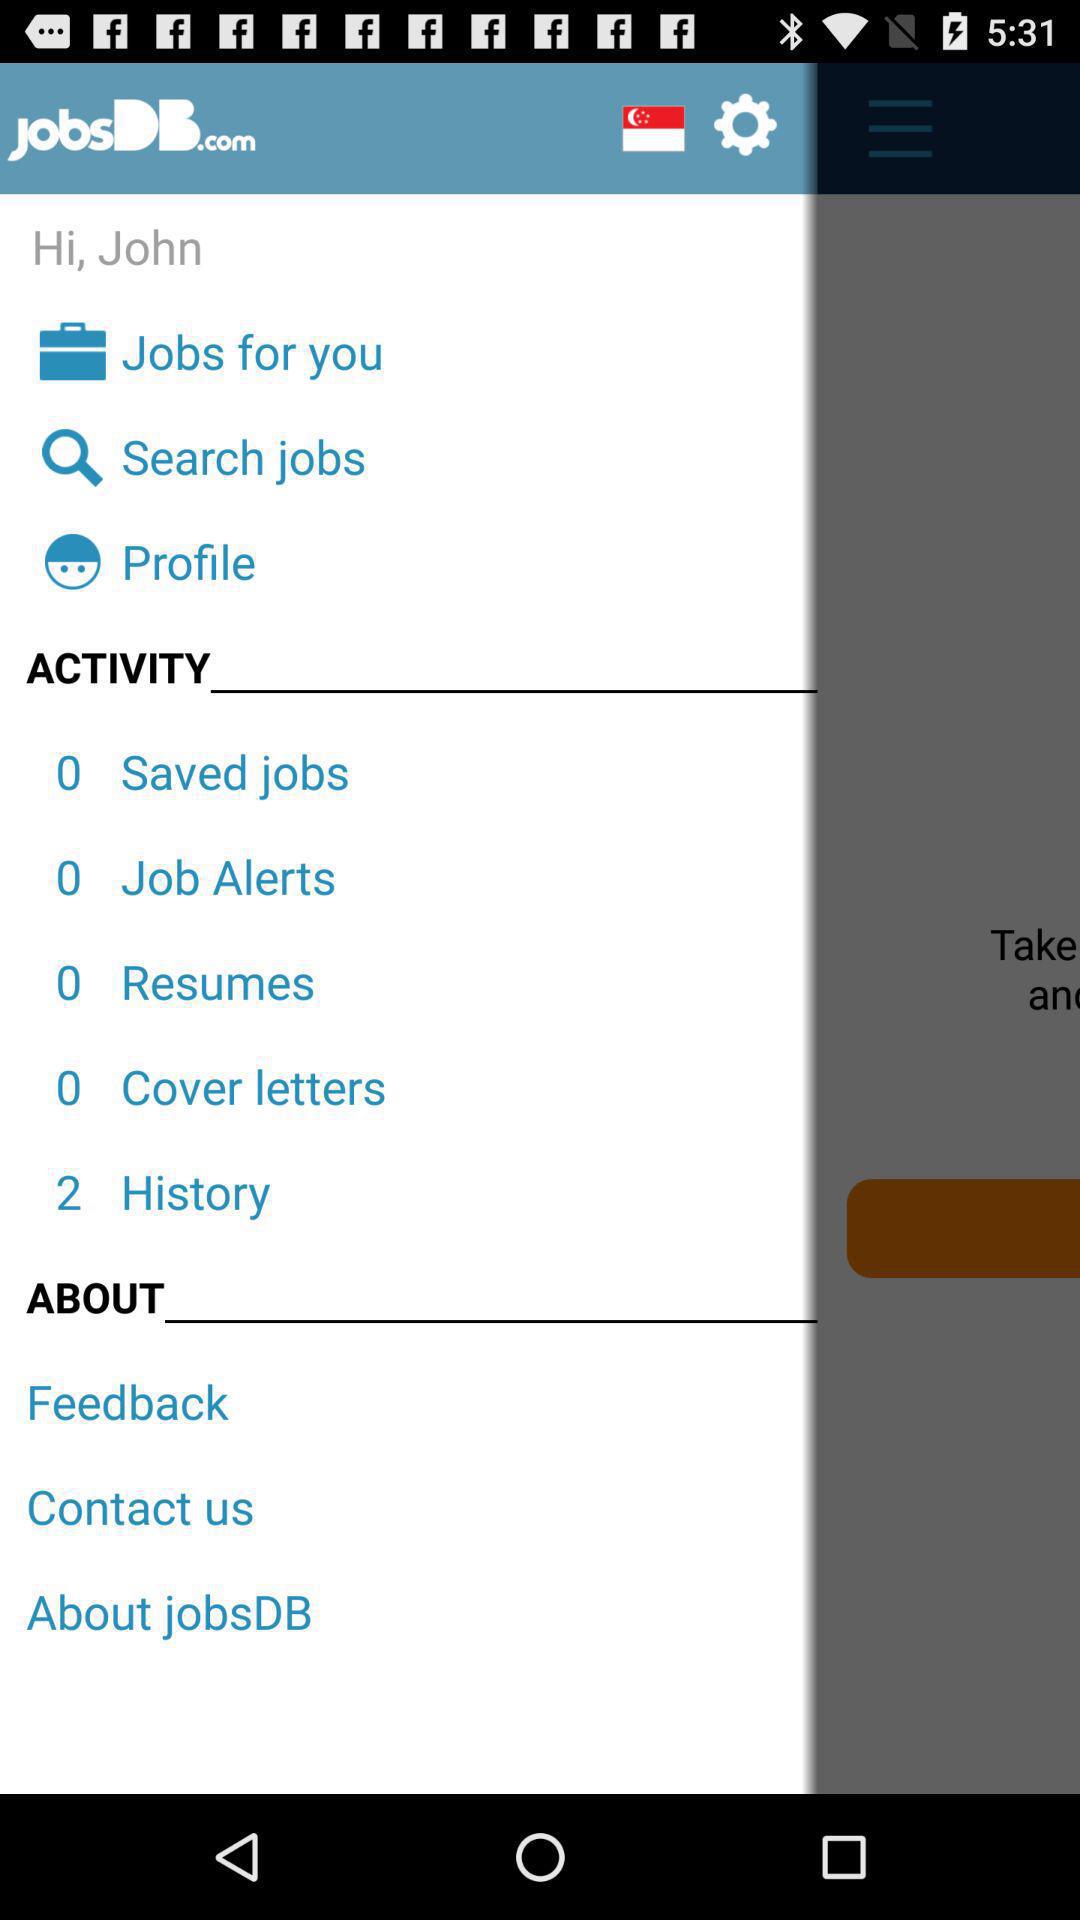 5:31
jobsDB.com
Hi, John
Jobs for you
Search jobs
Profile
ACTIVITY
0 Saved jobs
0 Job Alerts
0 Resumes
0 Cover letters
2 History
Take
and
ABOUT
Feedback
Contact us
About jobsDB